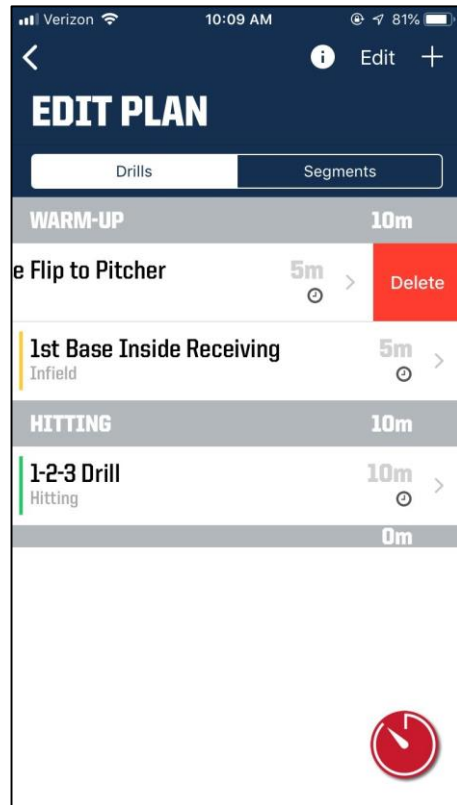 Verizon 10:09 AM 81%
Edit +
EDIT PLAN
Drills Segments
WARM-UP 10m
e Flip to Pitcher 5m Delete
1st Base Inside Receiving 5m
Infield
HITTING 10m
1-2-3 Drill 10m
Hitting
0m